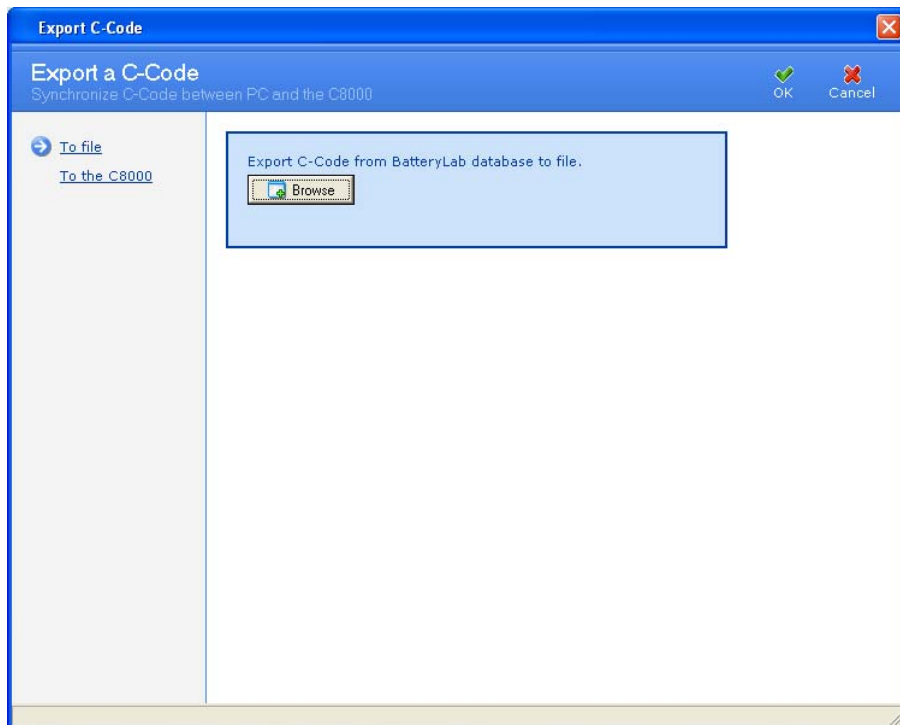 Export C-Code
Export a C-Code
Synchronize C-Code between PC and the C8000
OK
Cancel
To file
To the C8000
Export C-Code from BatteryLab database to file.
Browse